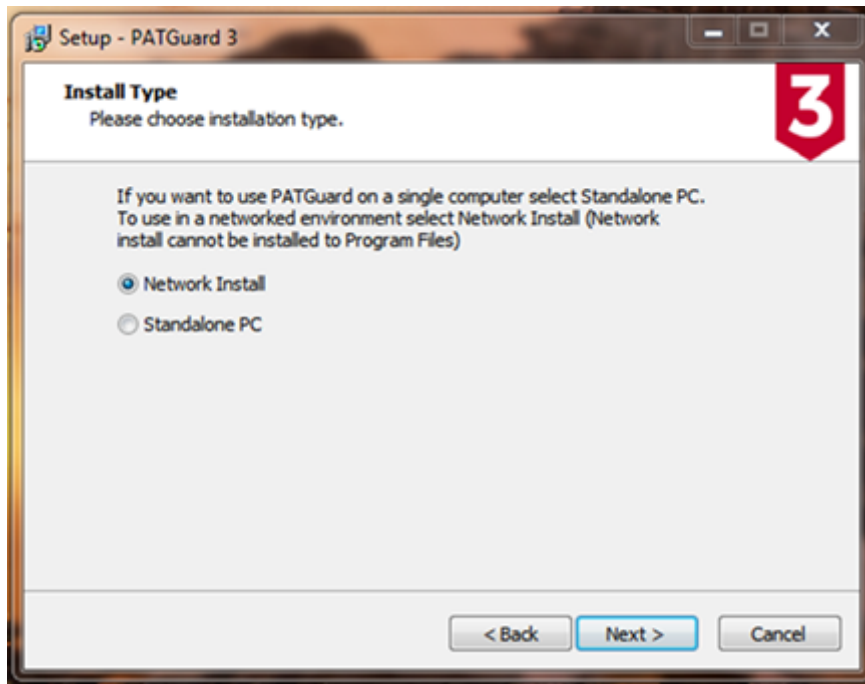 Setup - PATGuard 3
Install Type
Please choose installation type.
3
If you want to use PATGuard on a single computer select Standalone PC.
To use in a networked environment select Network Install (Network
install cannot be installed to Program Files)
Network Install
Standalone PC
< Back Next > Cancel